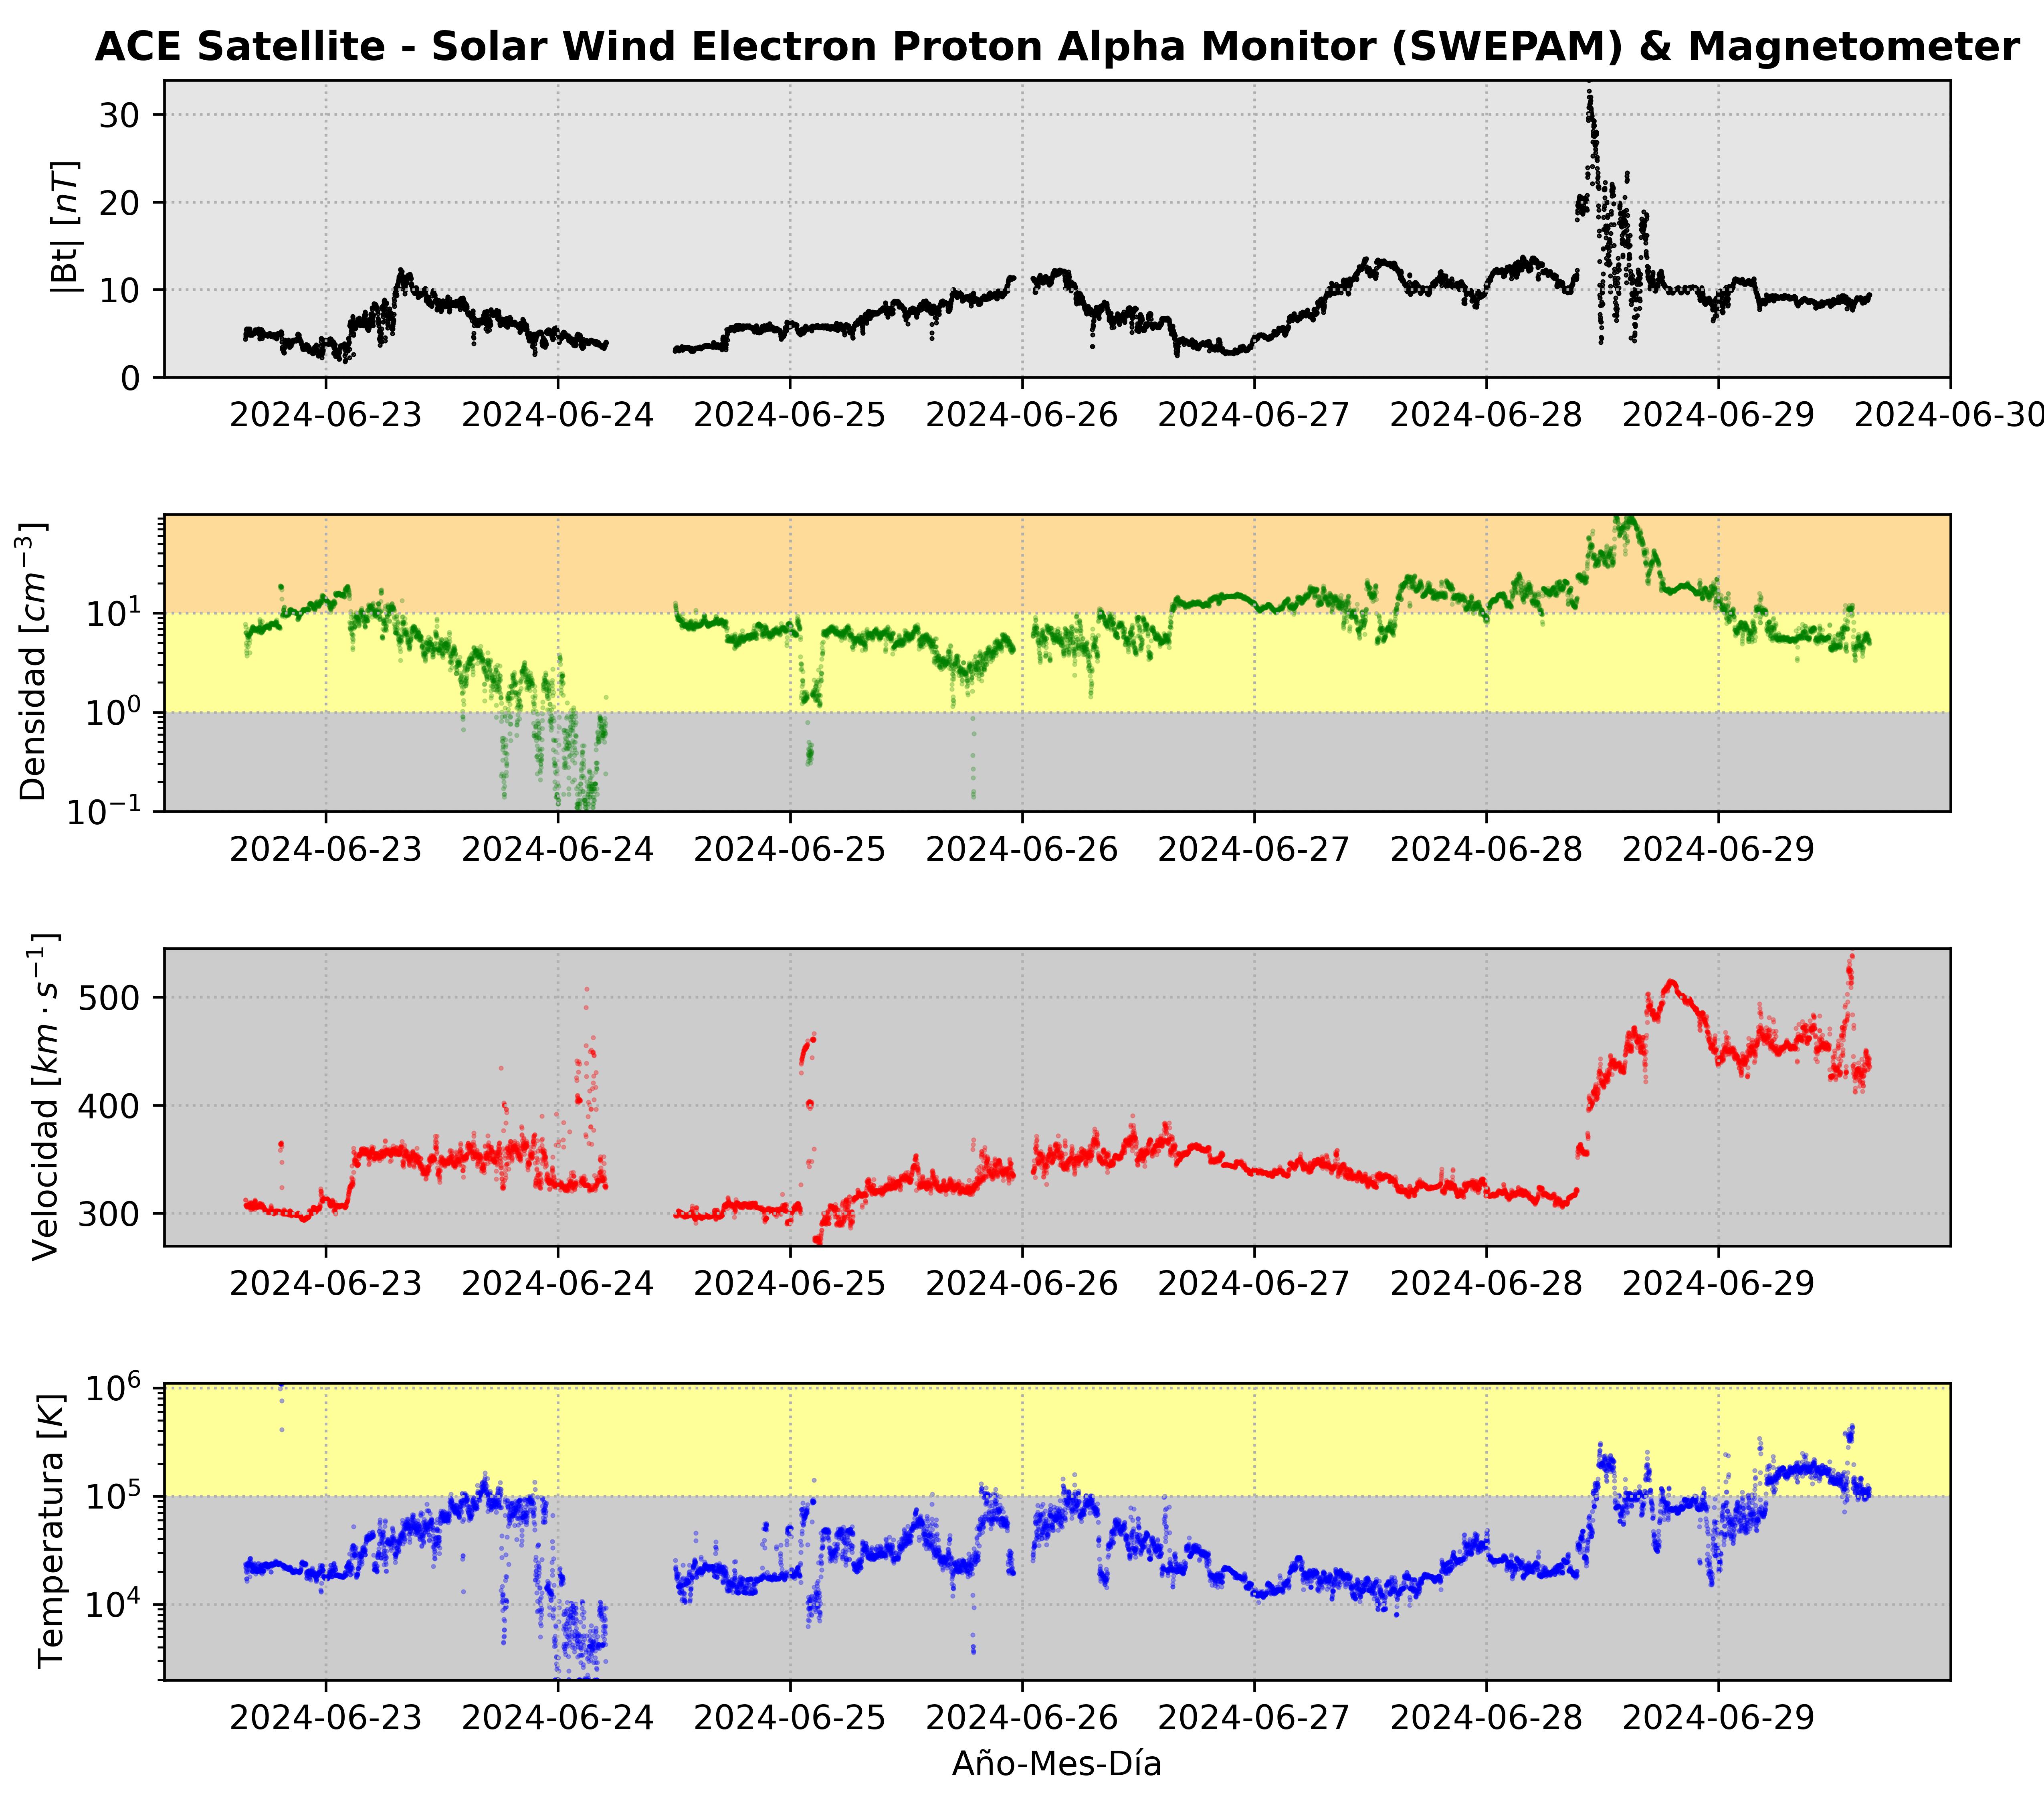 ACE Satellite - Solar Wind Electron Proton Alpha Monitor (SWEPAM) & Magnetometer
|Bt| [nT]
30
20
10
0
2024-06-23 2024-06-24 2024-06-25 2024-06-26 2024-06-27 2024-06-28 2024-06-29 2024-06-30
Densidad [cm⁻³]
10¹
10⁰
10⁻¹
2024-06-23 2024-06-24 2024-06-25 2024-06-26 2024-06-27 2024-06-28 2024-06-29
Velocidad [km · s⁻¹]
500
400
300
2024-06-23 2024-06-24 2024-06-25 2024-06-26 2024-06-27 2024-06-28 2024-06-29
Temperatura [K]
10⁶
10⁵
10⁴
2024-06-23 2024-06-24 2024-06-25 2024-06-26 2024-06-27 2024-06-28 2024-06-29
Año-Mes-Día